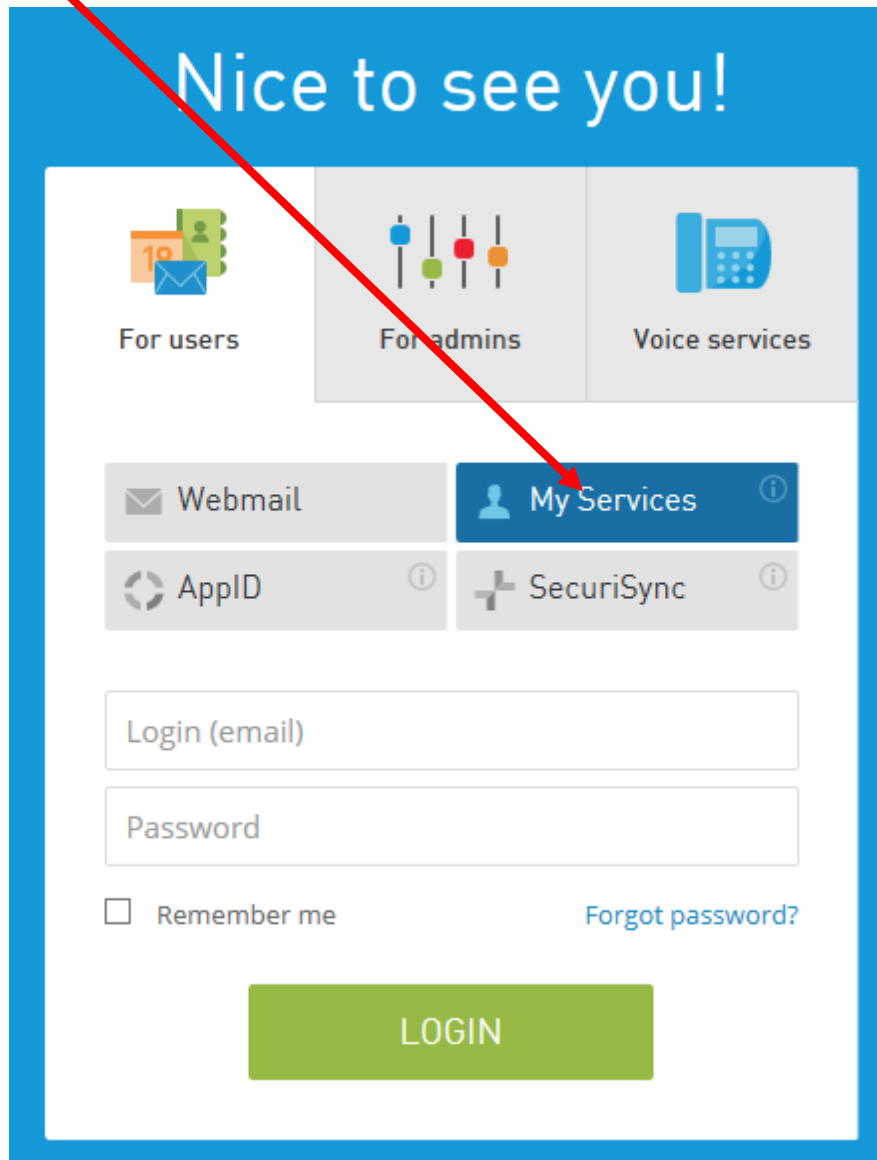 Nice to see you!
18
For users
For admins
Voice services
Webmail
My Services
AppID
SecuriSync
Login (email)
Password
Remember me
Forgot password?
LOGIN